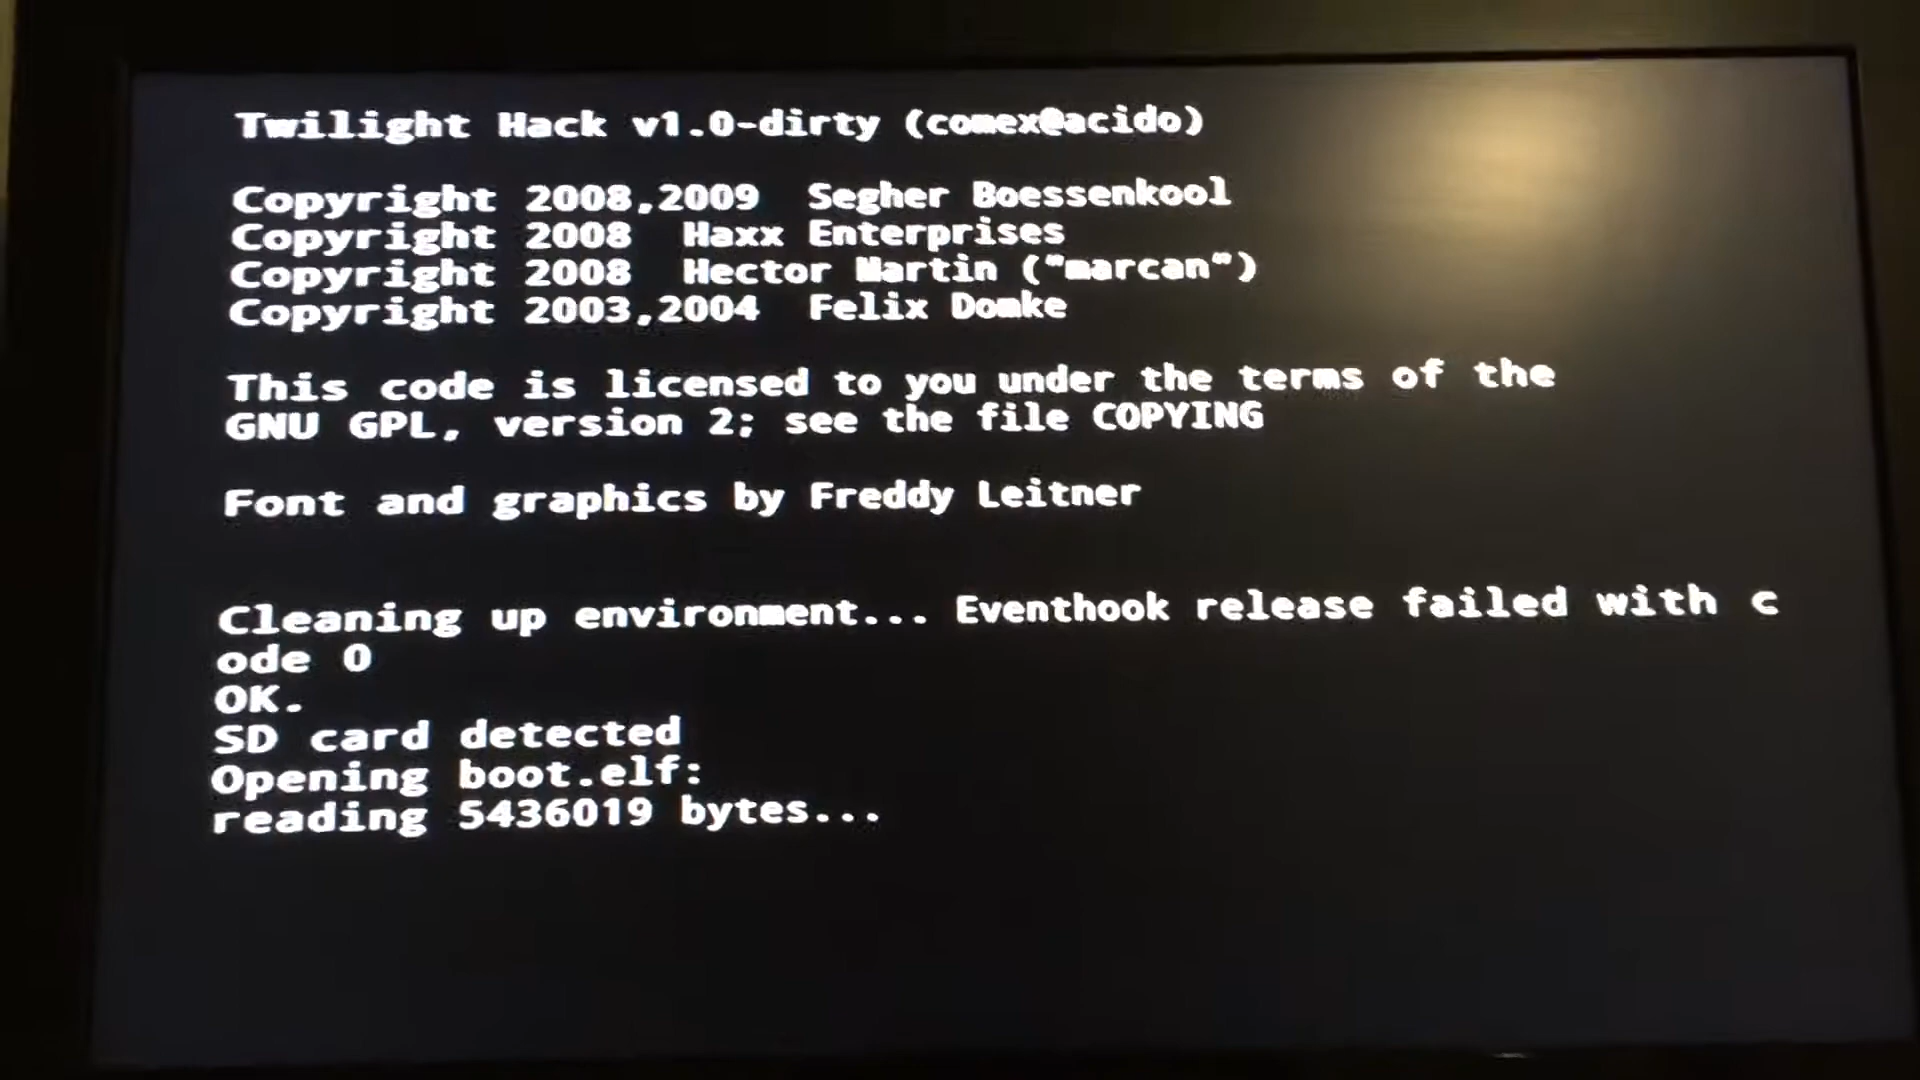 Twilight Hack v1.0-dirty (comex@acido)
Copyright 2008,2009 Segher Boessenkool
Copyright 2008 Haxx Enterprises
Copyright 2008 Hector Martin ("marcan")
Copyright 2003,2004 Felix Domke
This code is licensed to you under the terms of the
GNU GPL, version 2; see the file COPYING
Font and graphics by Freddy Leitner
Cleaning up environment... Eventhook release failed with c
ode 0
OK.
SD card detected
Opening boot.elf:
reading 5436019 bytes...